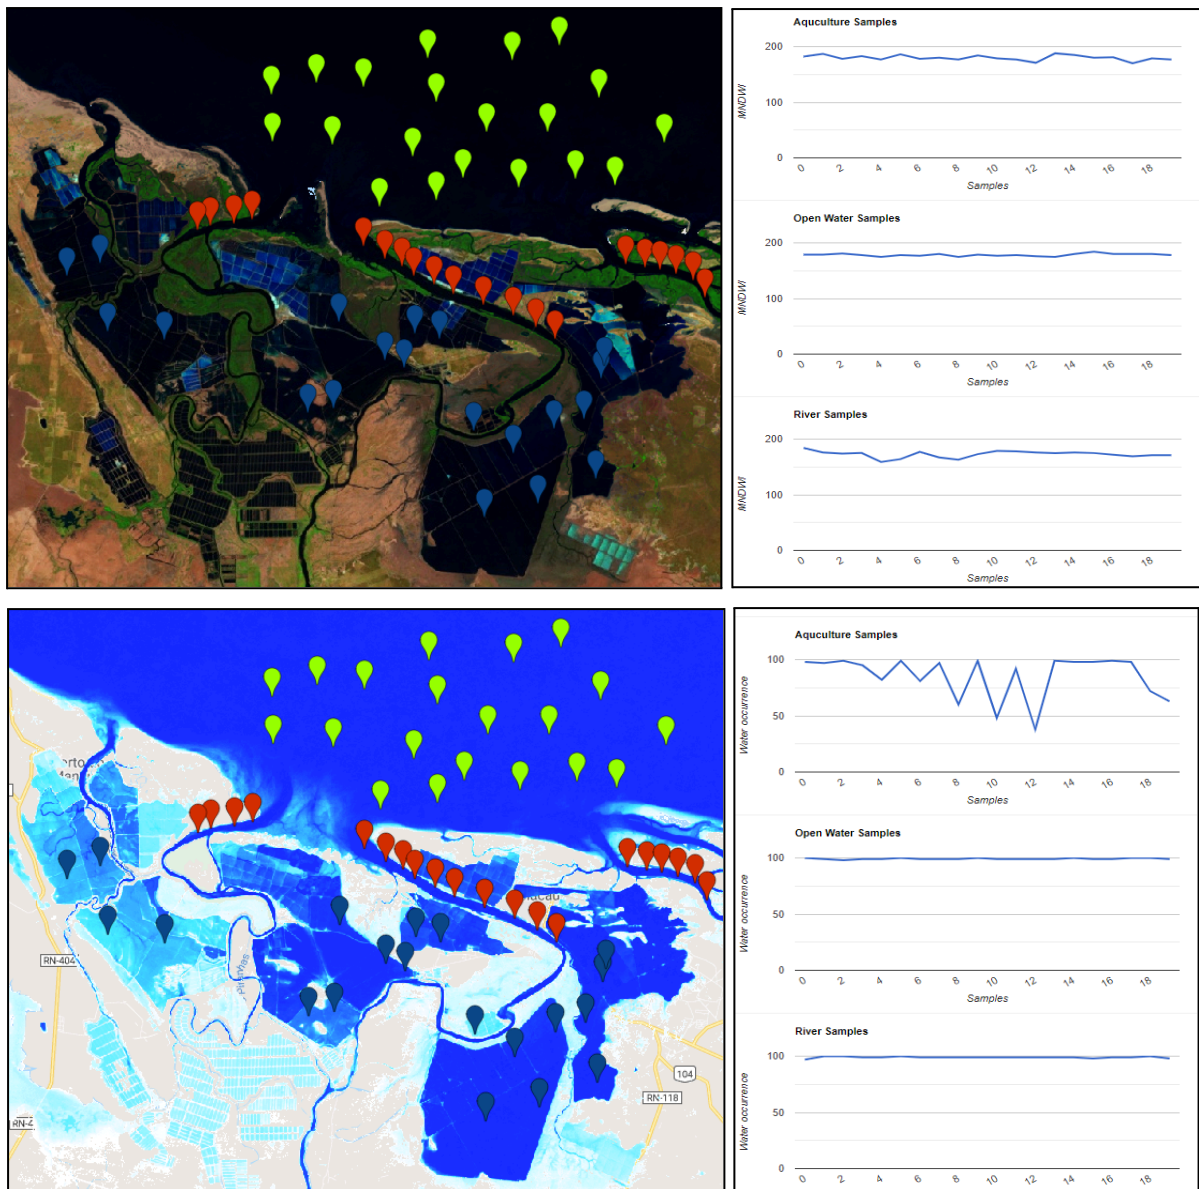 Aquculture Samples
200
100
0
MNDWI
0 2 4 6 8 10 12 14 16 18
Samples
Open Water Samples
200
100
0
MNDWI
0 2 4 6 8 10 12 14 16 18
Samples
River Samples
200
100
0
MNDWI
0 2 4 6 8 10 12 14 16 18
Samples
RN-404
RN-4
104
RN-118
Aquculture Samples
100
50
0
Water occurrence
0 2 4 6 8 10 12 14 16 18
Samples
Open Water Samples
100
50
0
Water occurrence
0 2 4 6 8 10 12 14 16 18
Samples
River Samples
100
50
0
Water occurrence
0 2 4 6 8 10 12 14 16 18
Samples